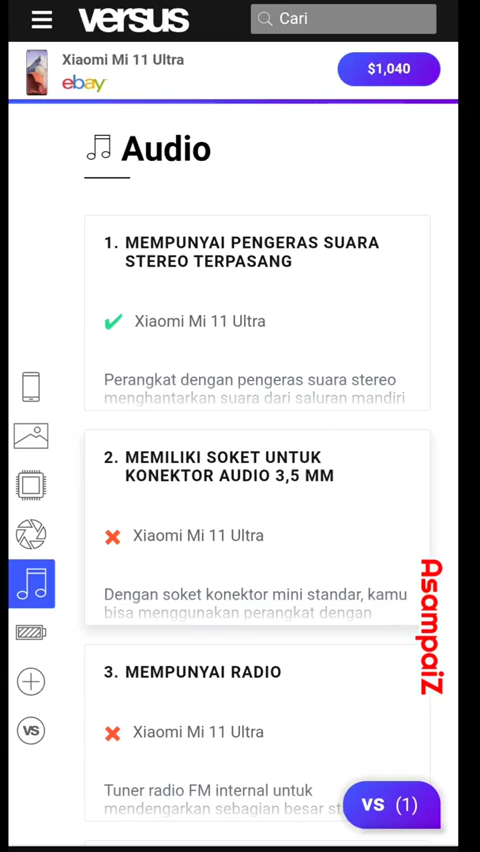 versus
Cari
Xiaomi Mi 11 Ultra
ebay
$1,040
Audio
1. MEMPUNYAI PENGERAS SUARA
STEREO TERPASANG
Xiaomi Mi 11 Ultra
Perangkat dengan pengeras suara stereo
menghantarkan suara dari saluran mandiri
2. MEMILIKI SOKET UNTUK
KONEKTOR AUDIO 3,5 MM
Xiaomi Mi 11 Ultra
Dengan soket konektor mini standar, kamu
bisa menggunakan perangkat dengan
AsampaiZ
3. MEMPUNYAI RADIO
Xiaomi Mi 11 Ultra
Tuner radio FM internal untuk
mendengarkan sebagian besar
VS
VS (1)